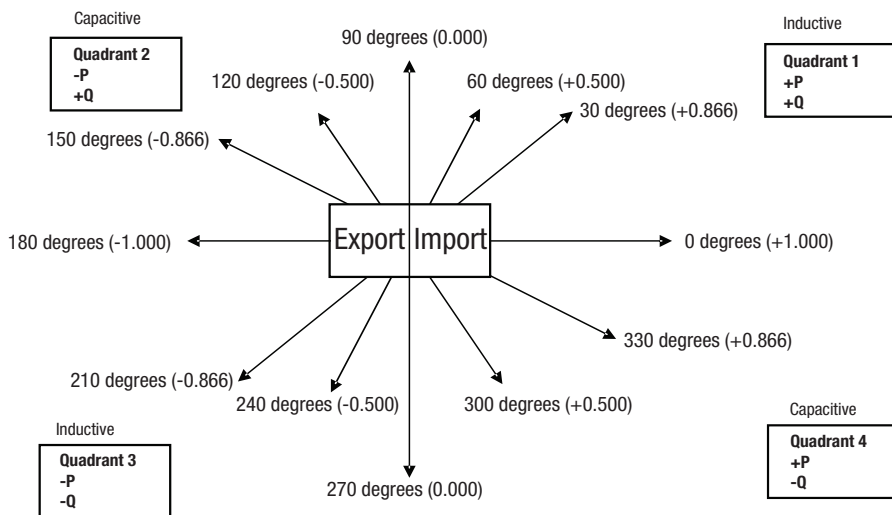 Capacitive
Inductive
Quadrant 2
-P
+Q
90 degrees (0.000)
Quadrant 1
+P
+Q
120 degrees (-0.500)
60 degrees (+0.500)
30 degrees (+0.866)
150 degrees (-0.866)
180 degrees (-1.000)
Export
Import
0 degrees (+1.000)
330 degrees (+0.866)
210 degrees (-0.866)
240 degrees (-0.500)
300 degrees (+0.500)
Inductive
Capacitive
Quadrant 3
-P
-Q
Quadrant 4
+P
-Q
270 degrees (0.000)